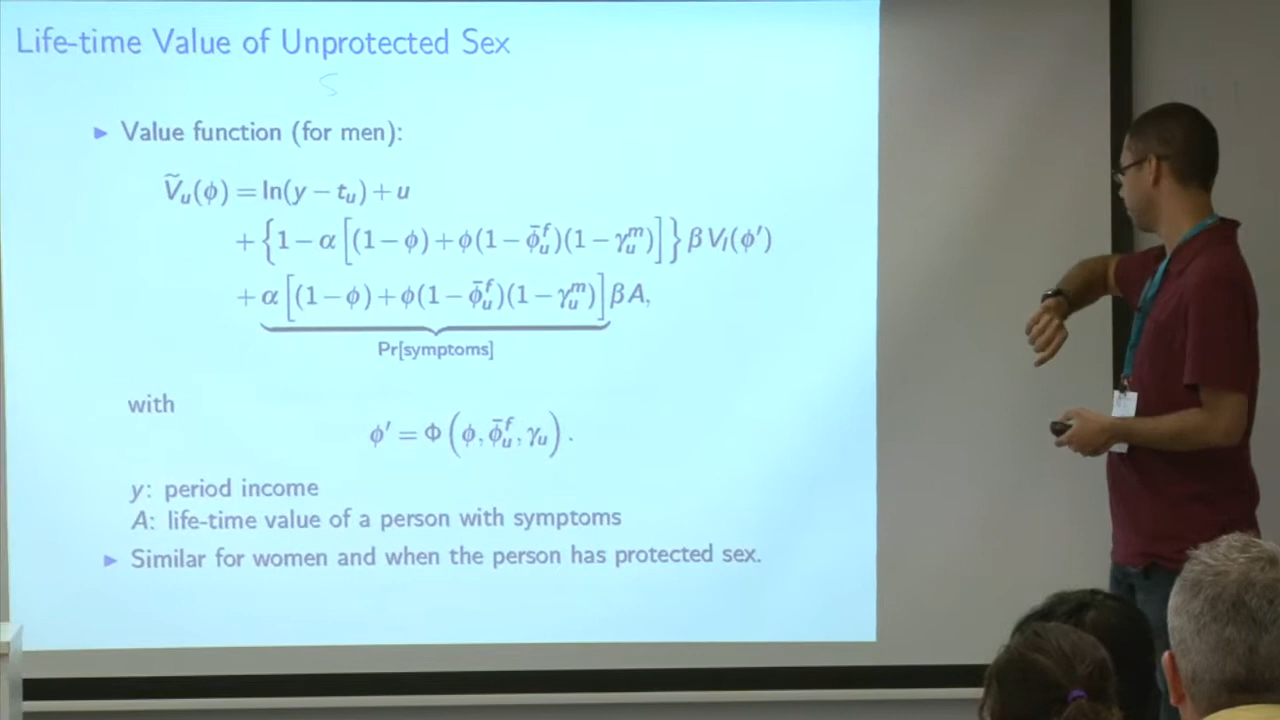 Life-time Value of Unprotected Sex
S
▶ Value function (for men):
Ṽ_u(ϕ) = ln(y − t_u) + u
+ {1 − α [(1 − ϕ) + ϕ(1 − ϕ̄_u^f)(1 − γ_u^m)]} β V_I(ϕ′)
+ α [(1 − ϕ) + ϕ(1 − ϕ̄_u^f)(1 − γ_u^m)] β A,
Pr[symptoms]
with
ϕ′ = Φ (ϕ, ϕ̄_u^f, γ_u) .
y: period income
A: life-time value of a person with symptoms
▶ Similar for women and when the person has protected sex.